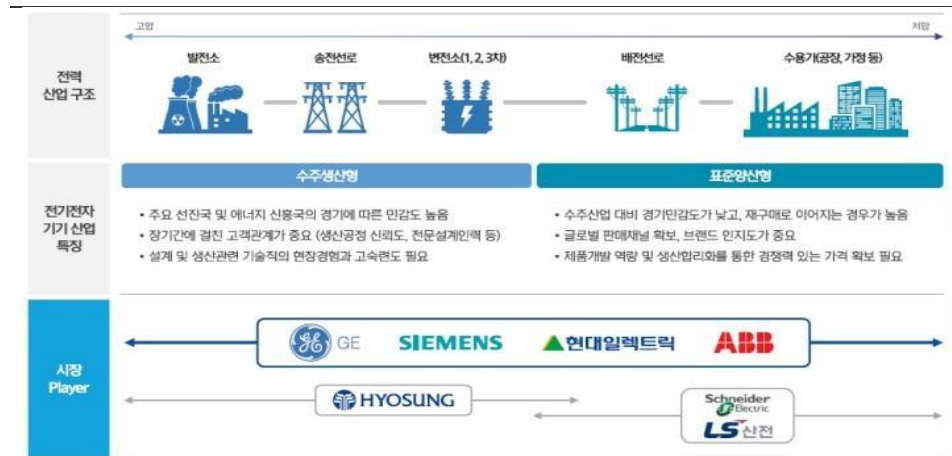 고압
저압
전력
산업 구조
발전소
송전선로
변전소(1, 2, 3차)
배전선로
수용가(공장, 가정 등)
전기전자
기기 산업
특징
수주생산형
• 주요 선진국 및 에너지 신흥국의 경기에 따른 민감도 높음
• 장기간에 걸친 고객관계가 중요 (생산공정 신뢰도, 전문설계인력 등)
• 설계 및 생산관련 기술직의 현장경험과 고숙련도 필요
표준양산형
• 수주산업 대비 경기민감도가 낮고, 재구매로 이어지는 경우가 높음
• 글로벌 판매채널 확보, 브랜드 인지도가 중요
• 제품개발 역량 및 생산합리화를 통한 경쟁력 있는 가격 확보 필요
시장
Player
GE
SIEMENS
현대일렉트릭
ABB
HYOSUNG
Schneider
Electric
LS산전